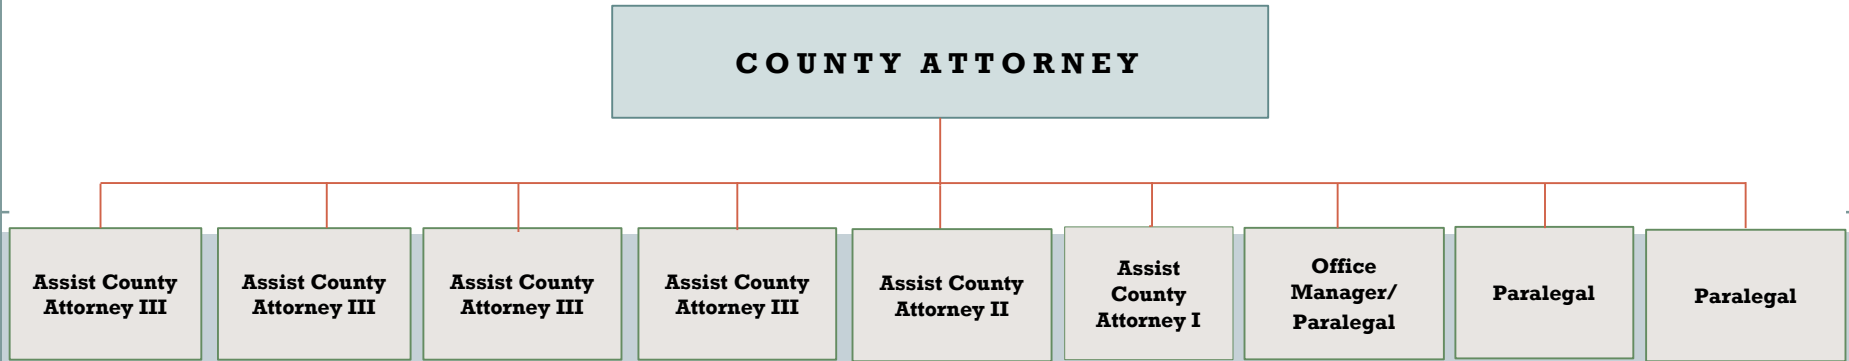 COUNTY ATTORNEY
Assist County
Attorney III
Assist County
Attorney III
Assist County
Attorney III
Assist County
Attorney III
Assist County
Attorney II
Assist
County
Attorney I
Office
Manager/
Paralegal
Paralegal
Paralegal